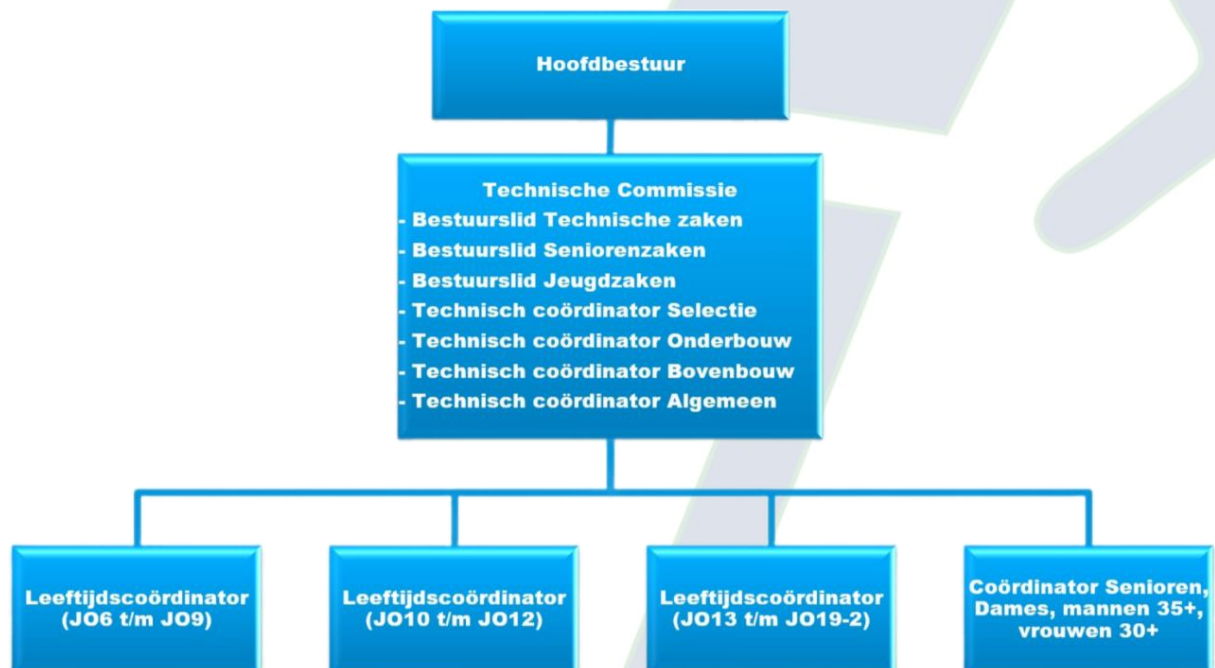 Hoofdbestuur
Technische Commissie
- Bestuurslid Technische zaken
- Bestuurslid Seniorenzaken
- Bestuurslid Jeugdzaken
- Technisch coördinator Selectie
- Technisch coördinator Onderbouw
- Technisch coördinator Bovenbouw
- Technisch coördinator Algemeen
Leeftijdscoördinator
(JO6 t/m JO9)
Leeftijdscoördinator
(JO10 t/m JO12)
Leeftijdscoördinator
(JO13 t/m JO19-2)
Coördinator Senioren,
Dames, mannen 35+,
vrouwen 30+